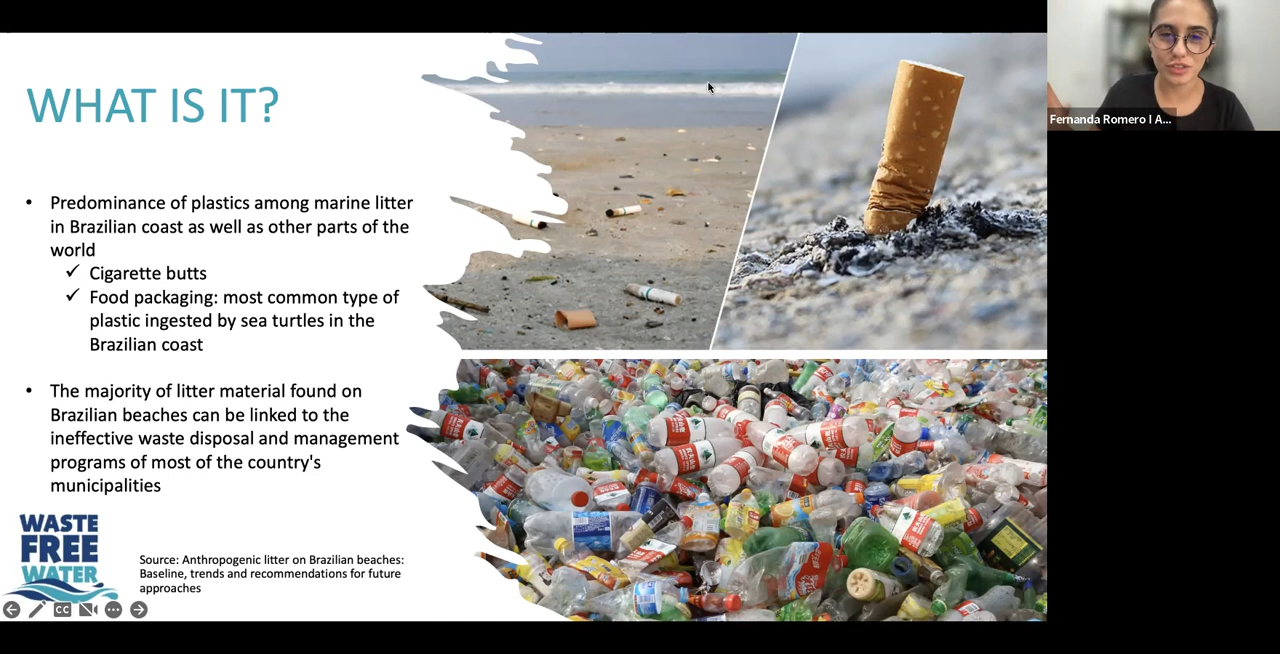 WHAT IS IT?
Fernanda Romero I A...
• Predominance of plastics among marine litter
in Brazilian coast as well as other parts of the
world
✓ Cigarette butts
✓ Food packaging: most common type of
plastic ingested by sea turtles in the
Brazilian coast
• The majority of litter material found on
Brazilian beaches can be linked to the
ineffective waste disposal and management
programs of most of the country's
municipalities
WASTE
FREE
WATER
Source: Anthropogenic litter on Brazilian beaches:
Baseline, trends and recommendations for future
approaches
CC